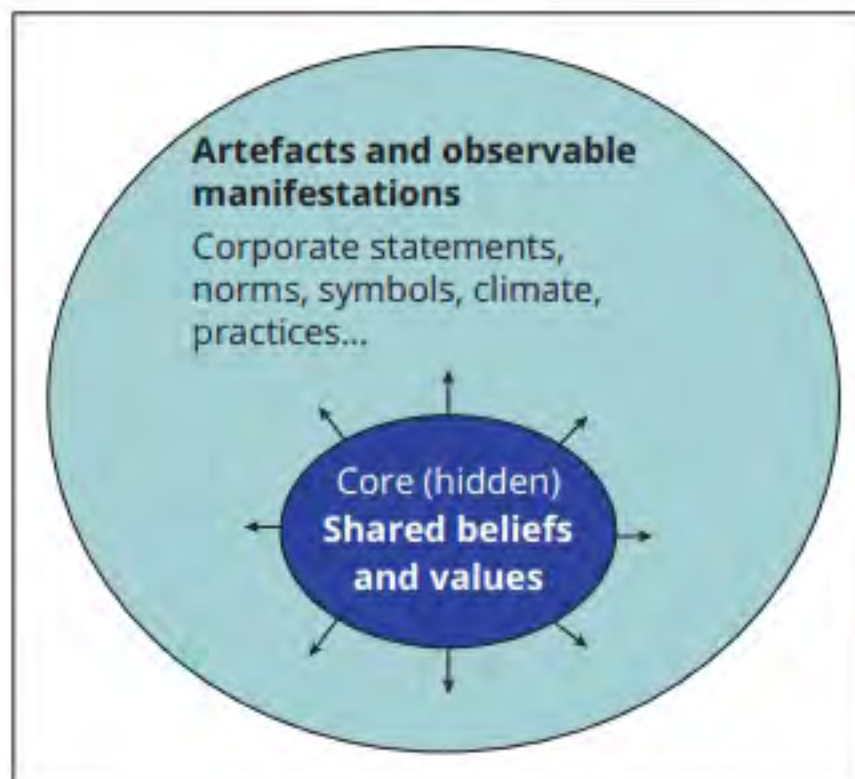 Artefacts and observable
manifestations
Corporate statements,
norms, symbols, climate,
practices...
Core (hidden)
Shared beliefs
and values